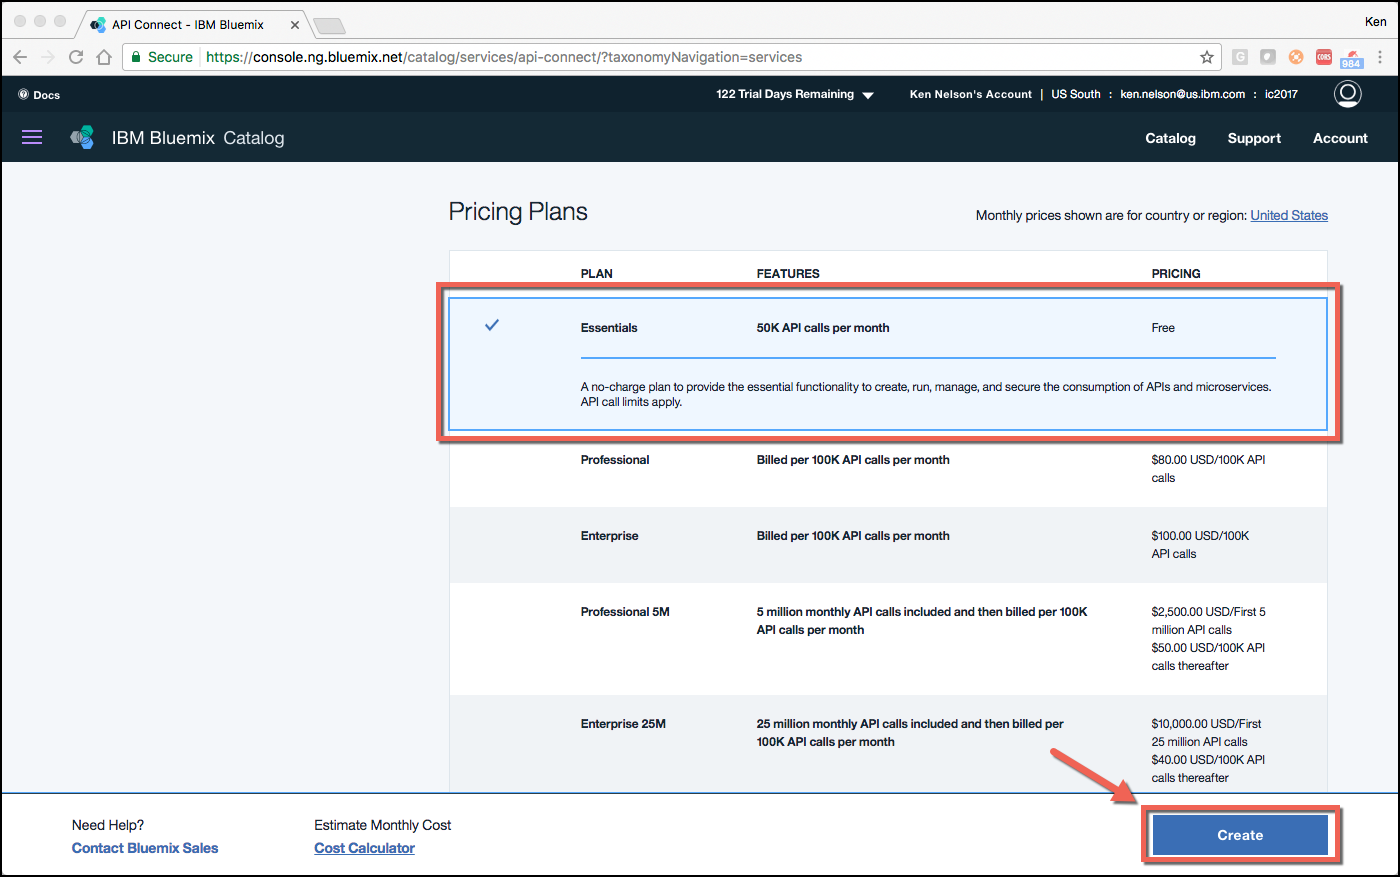 API Connect - IBM Bluemix
Ken
Secure https://console.ng.bluemix.net/catalog/services/api-connect/?taxonomyNavigation=services
G
CORS
984
Docs
122 Trial Days Remaining
Ken Nelson's Account | US South : ken.nelson@us.ibm.com : ic2017
IBM Bluemix Catalog
Catalog Support Account
Pricing Plans
Monthly prices shown are for country or region: United States
PLAN FEATURES PRICING
Essentials 50K API calls per month Free
A no-charge plan to provide the essential functionality to create, run, manage, and secure the consumption of APIs and microservices.
API call limits apply.
Professional Billed per 100K API calls per month $80.00 USD/100K API
calls
Enterprise Billed per 100K API calls per month $100.00 USD/100K
API calls
Professional 5M 5 million monthly API calls included and then billed per 100K $2,500.00 USD/First 5
API calls per month million API calls
$50.00 USD/100K API
calls thereafter
Enterprise 25M 25 million monthly API calls included and then billed per $10,000.00 USD/First
100K API calls per month 25 million API calls
$40.00 USD/100K API
calls thereafter
Need Help? Estimate Monthly Cost
Contact Bluemix Sales Cost Calculator
Create